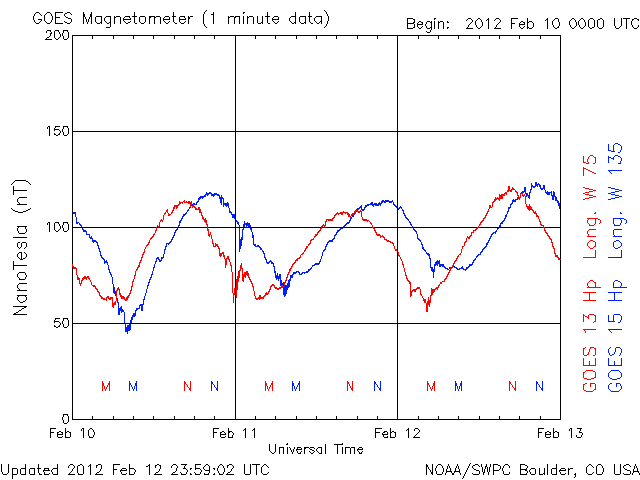 GOES Magnetometer (1 minute data)
Begin: 2012 Feb 10 0000 UTC
200
150
100
50
0
NanoTesla (nT)
M M N N M M N N M M N N
Feb 10 Feb 11 Feb 12 Feb 13
Universal Time
GOES 13 Hp Long. W 75
GOES 15 Hp Long. W 135
Updated 2012 Feb 12 23:59:02 UTC
NOAA/SWPC Boulder, CO USA